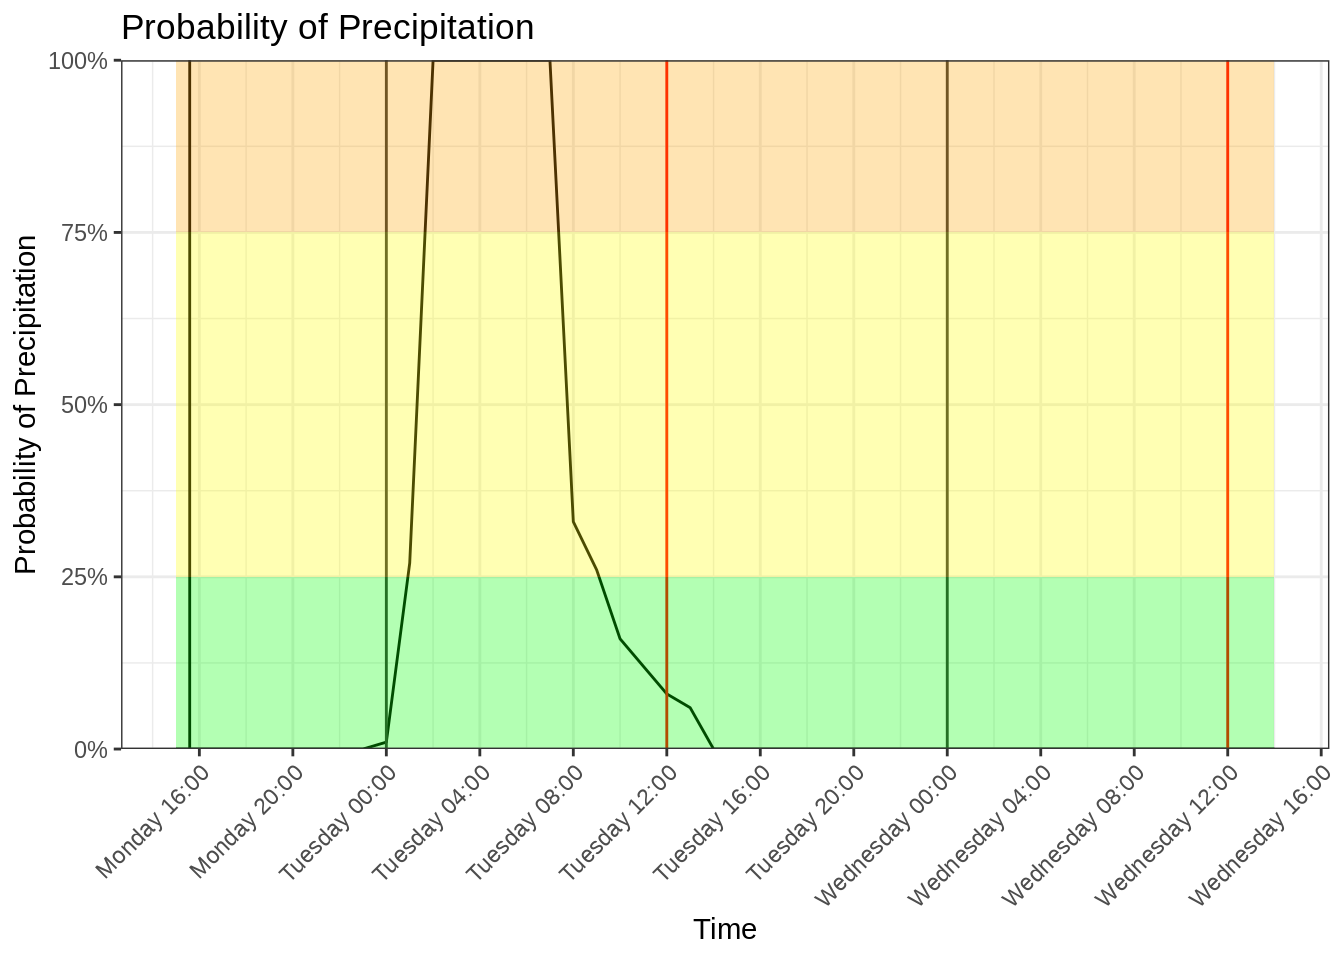 Probability of Precipitation
Probability of Precipitation
100%
75%
50%
25%
0%
Monday 16:00
Monday 20:00
Tuesday 00:00
Tuesday 04:00
Tuesday 08:00
Tuesday 12:00
Tuesday 16:00
Tuesday 20:00
Wednesday 00:00
Wednesday 04:00
Wednesday 08:00
Wednesday 12:00
Wednesday 16:00
Time